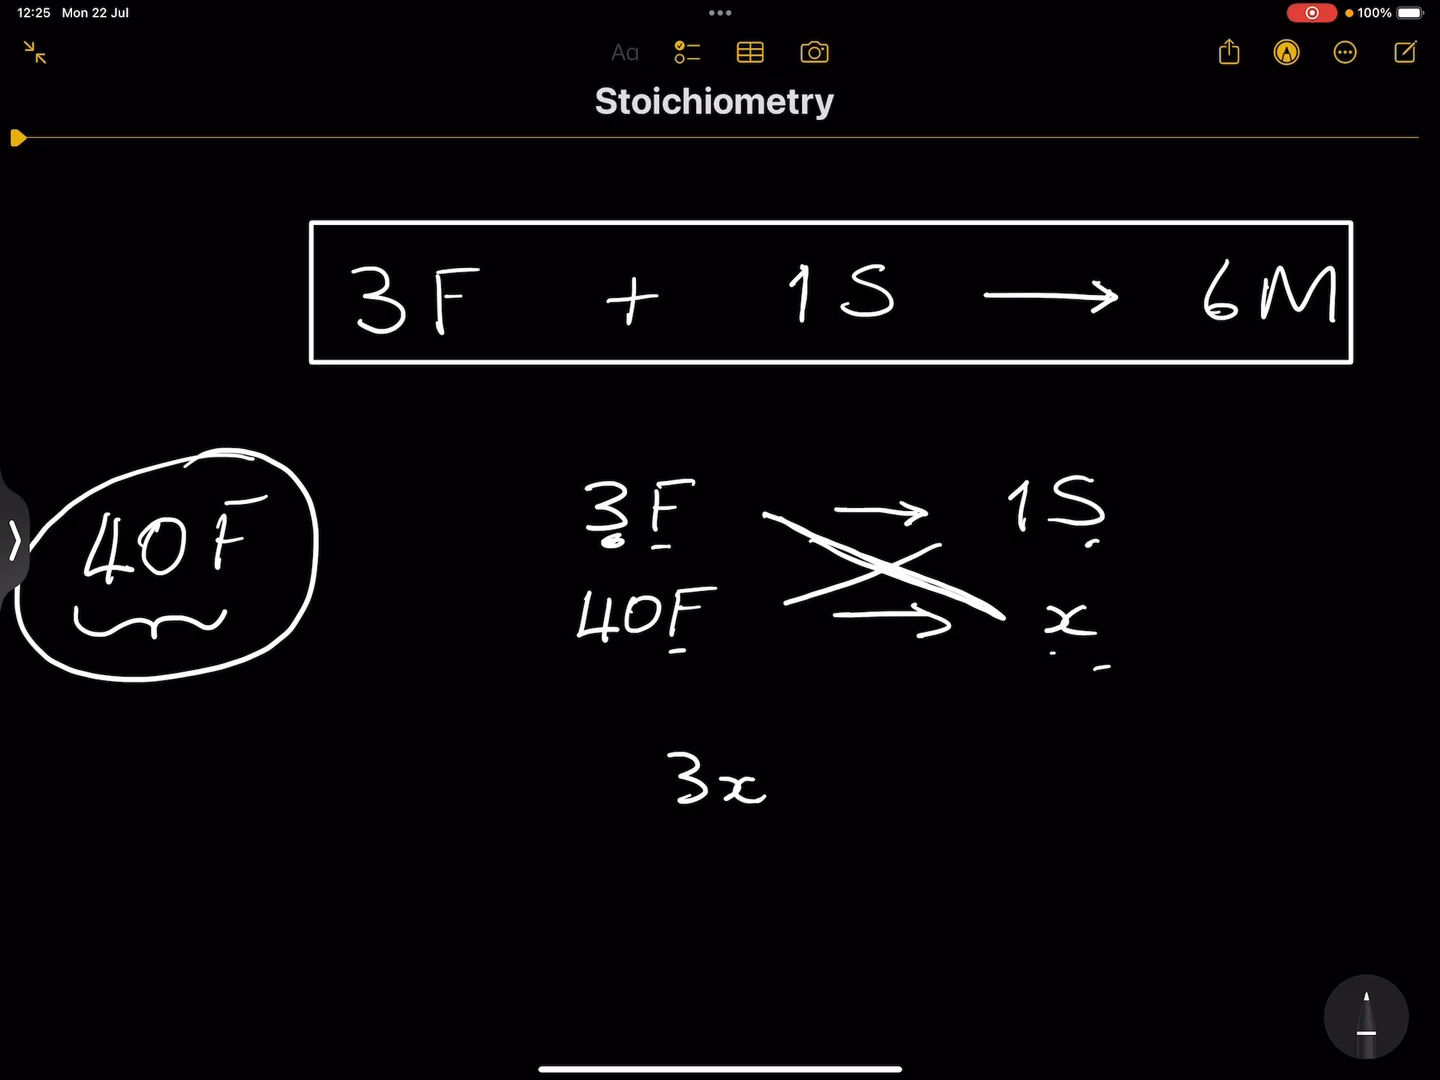 12:25 Mon 22 Jul 100%
Aa
Stoichiometry
3F + 1S → 6M
40F
3F → 1S
40F → x
3x